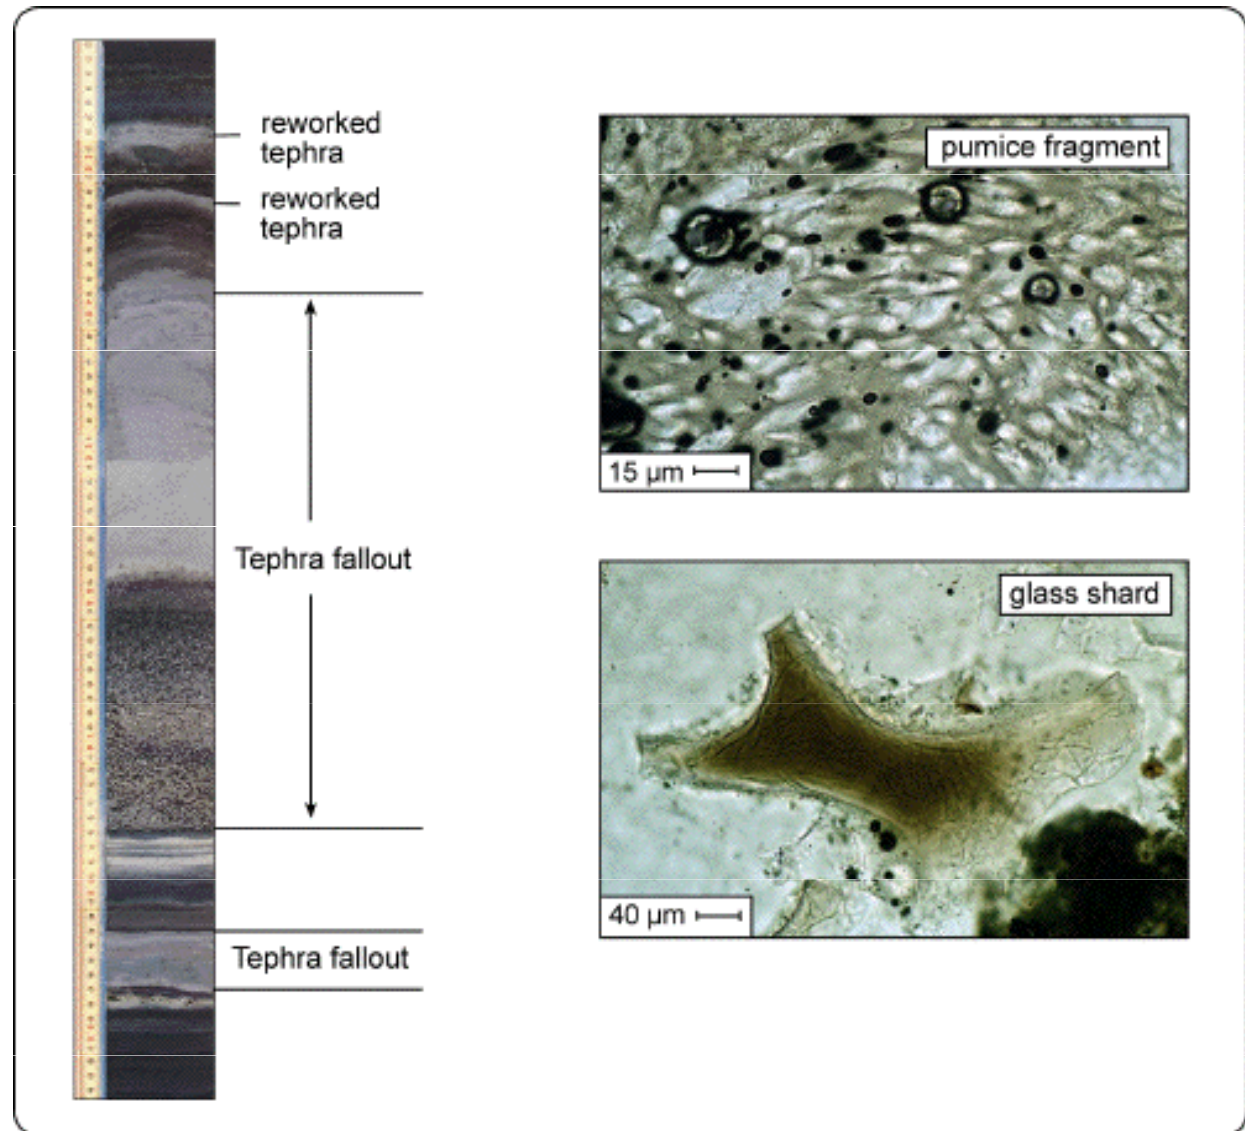 reworked
tephra
reworked
tephra
Tephra fallout
Tephra fallout
pumice fragment
15 µm
glass shard
40 µm